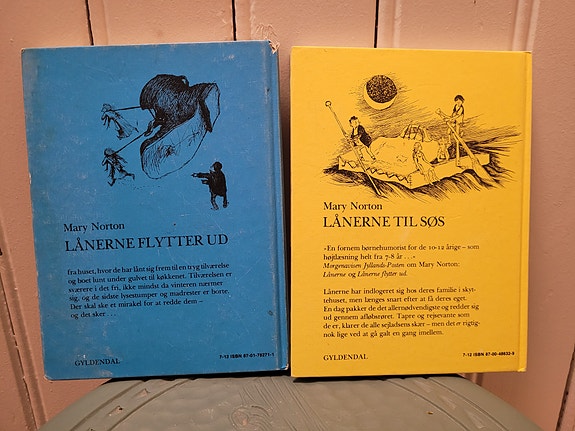 Mary Norton
LÅNERNE FLYTTER UD
fra huset, hvor de har lånt sig frem til en tryg tilværelse
og boet lunt under gulvet til køkkenet. Tilværelsen er
sværere i det fri, ikke mindst da vinteren nærmer
sig, og de sidste lysestumper og madrester er borte.
Der skal ske et mirakel for at redde dem –
og det sker . . .
GYLDENDAL
7-12 ISBN 87-01-79271-1
Mary Norton
LÅNERNE TIL SØS
»En fornem børnehumorist for de 10-12 årige – som
højtlæsning helt fra 7-8 år . . .«
Morgenavisen Jyllands-Posten om Mary Norton:
Lånerne og Lånerne flytter ud.
Lånerne har indlogeret sig hos deres familie i skyt-
tehuset, men længes snart efter at få deres eget.
En dag pakker de det allernødvendigste og redder sig
ud gennem afløbsrøret. Tapre og rejsevante som
de er, klarer de alle sejladsens skær – men det er rigtig-
nok lige ved at gå galt en gang imellem.
GYLDENDAL
7-12 ISBN 87-00-46632-9